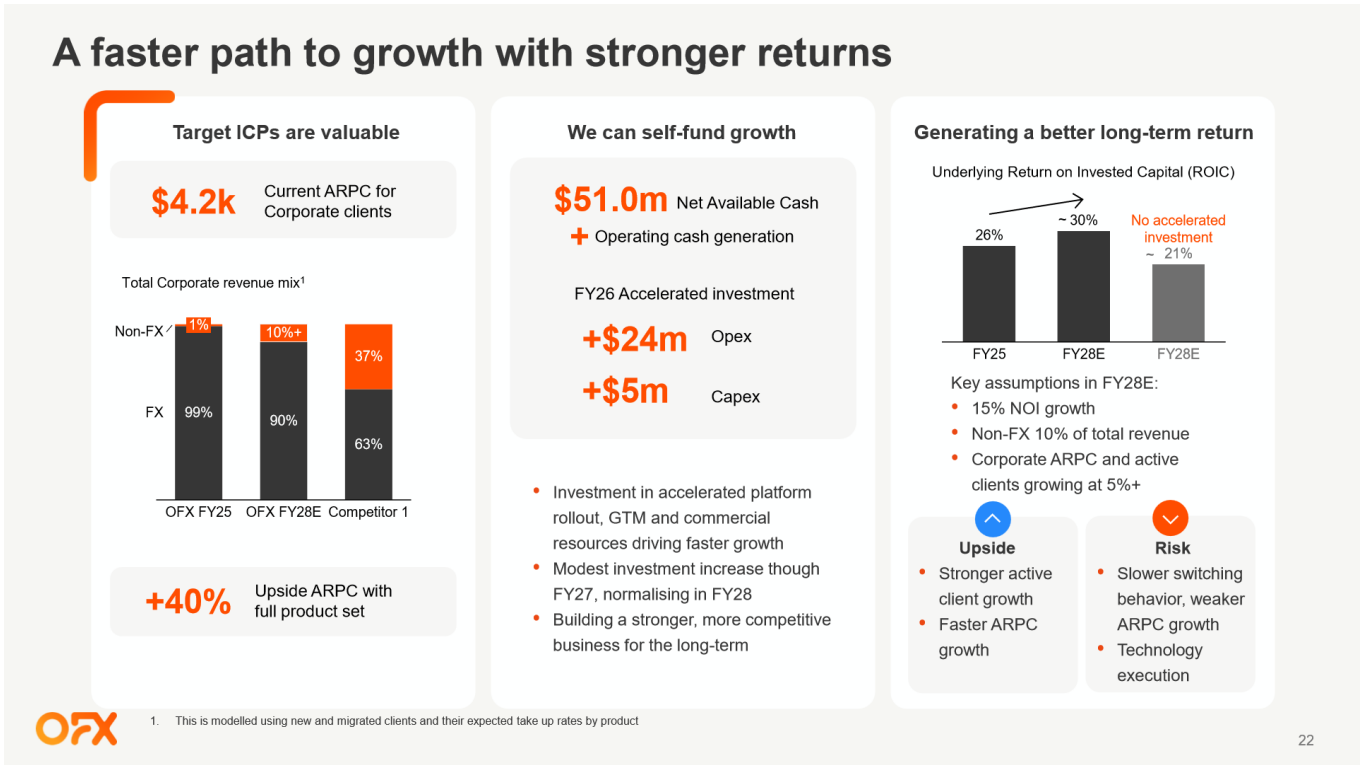 A faster path to growth with stronger returns
Target ICPs are valuable
$4.2k
Current ARPC for
Corporate clients
Total Corporate revenue mix¹
Non-FX
1%
10%+
37%
FX
99%
90%
63%
OFX FY25
OFX FY28E
Competitor 1
+40%
Upside ARPC with
full product set
We can self-fund growth
$51.0m Net Available Cash
+ Operating cash generation
FY26 Accelerated investment
+$24m Opex
+$5m Capex
• Investment in accelerated platform
rollout, GTM and commercial
resources driving faster growth
• Modest investment increase though
FY27, normalising in FY28
• Building a stronger, more competitive
business for the long-term
Generating a better long-term return
Underlying Return on Invested Capital (ROIC)
26%
~ 30%
No accelerated
investment
~ 21%
FY25
FY28E
FY28E
Key assumptions in FY28E:
• 15% NOI growth
• Non-FX 10% of total revenue
• Corporate ARPC and active
clients growing at 5%+
Upside
• Stronger active
client growth
• Faster ARPC
growth
Risk
• Slower switching
behavior, weaker
ARPC growth
• Technology
execution
OFX
1. This is modelled using new and migrated clients and their expected take up rates by product
22